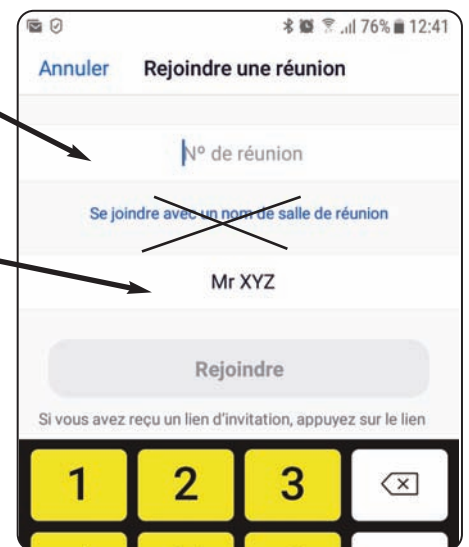 76% 12:41
Annuler Rejoindre une réunion
N° de réunion
Se joindre avec un nom de salle de réunion
Mr XYZ
Rejoindre
Si vous avez reçu un lien d'invitation, appuyez sur le lien
1 2 3